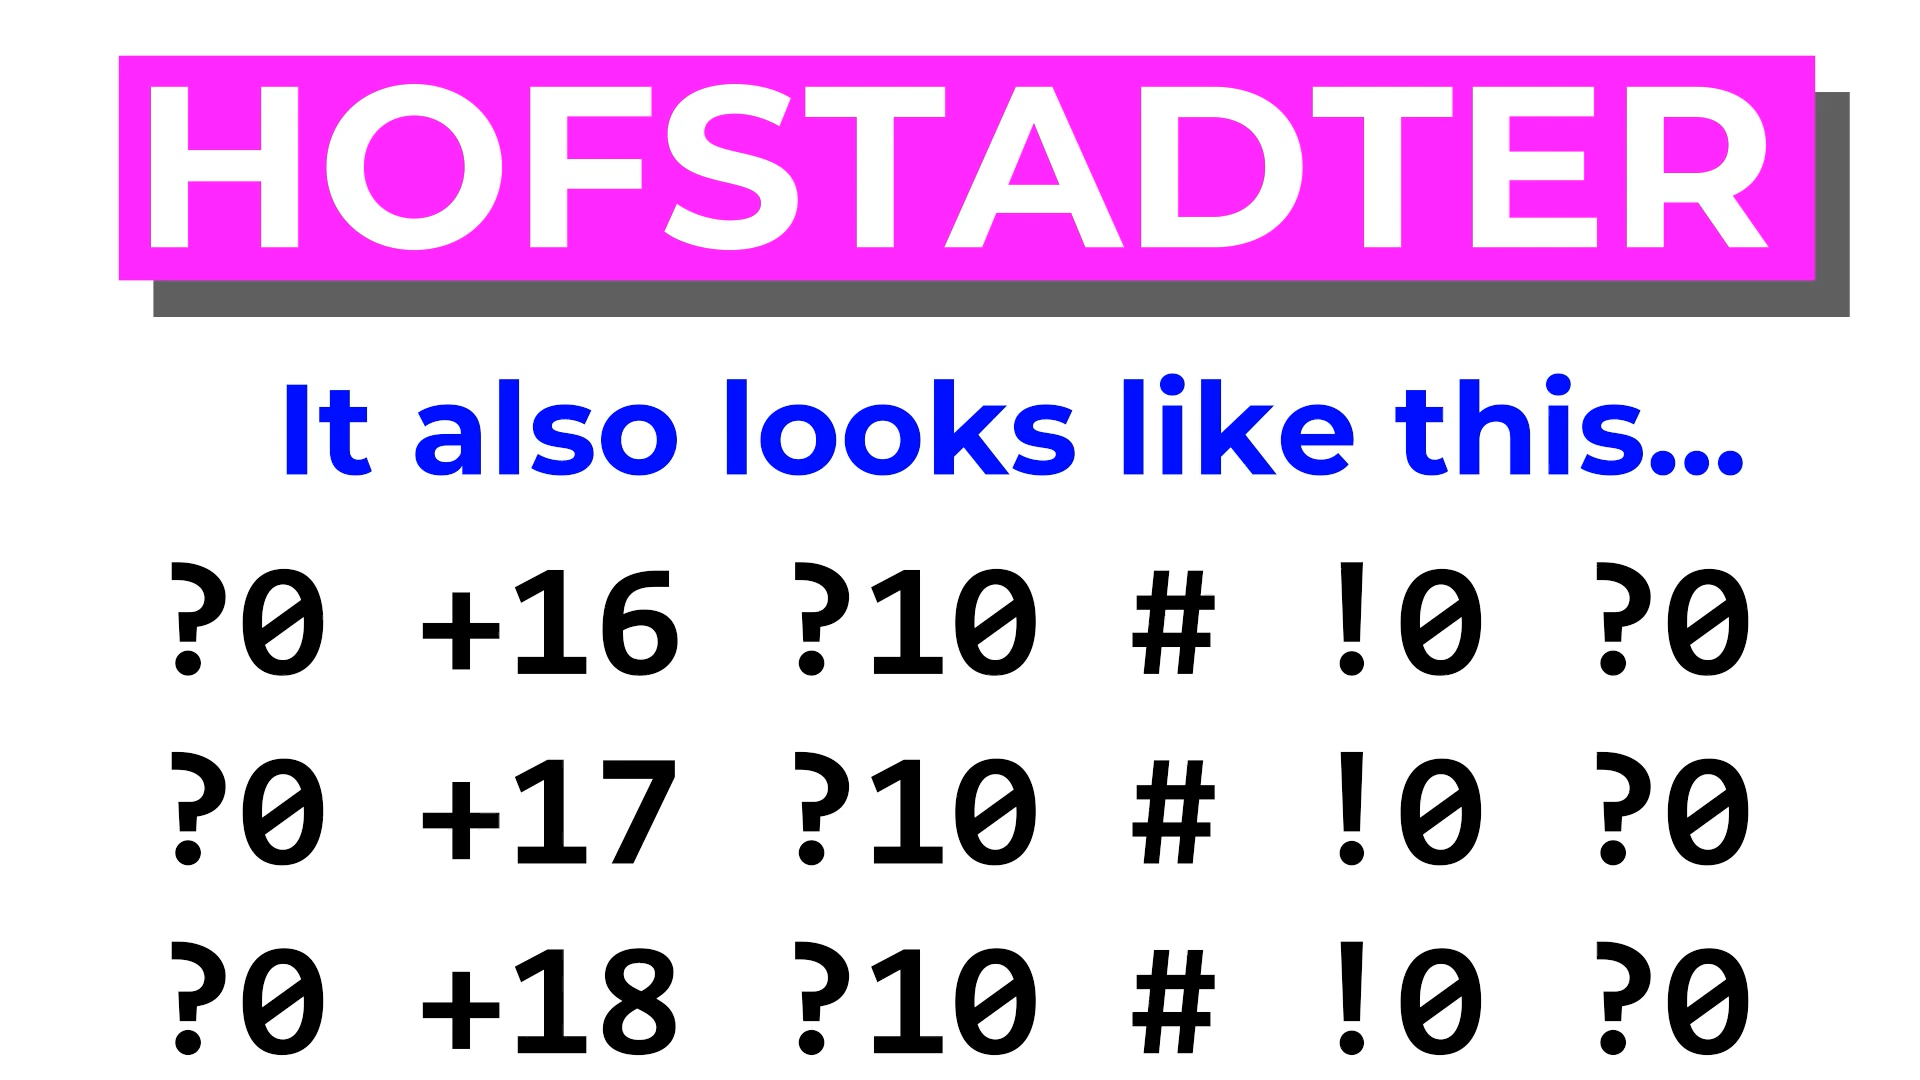 HOFSTADTER
It also looks like this...
?0 +16 ?10 # !0 ?0
?0 +17 ?10 # !0 ?0
?0 +18 ?10 # !0 ?0